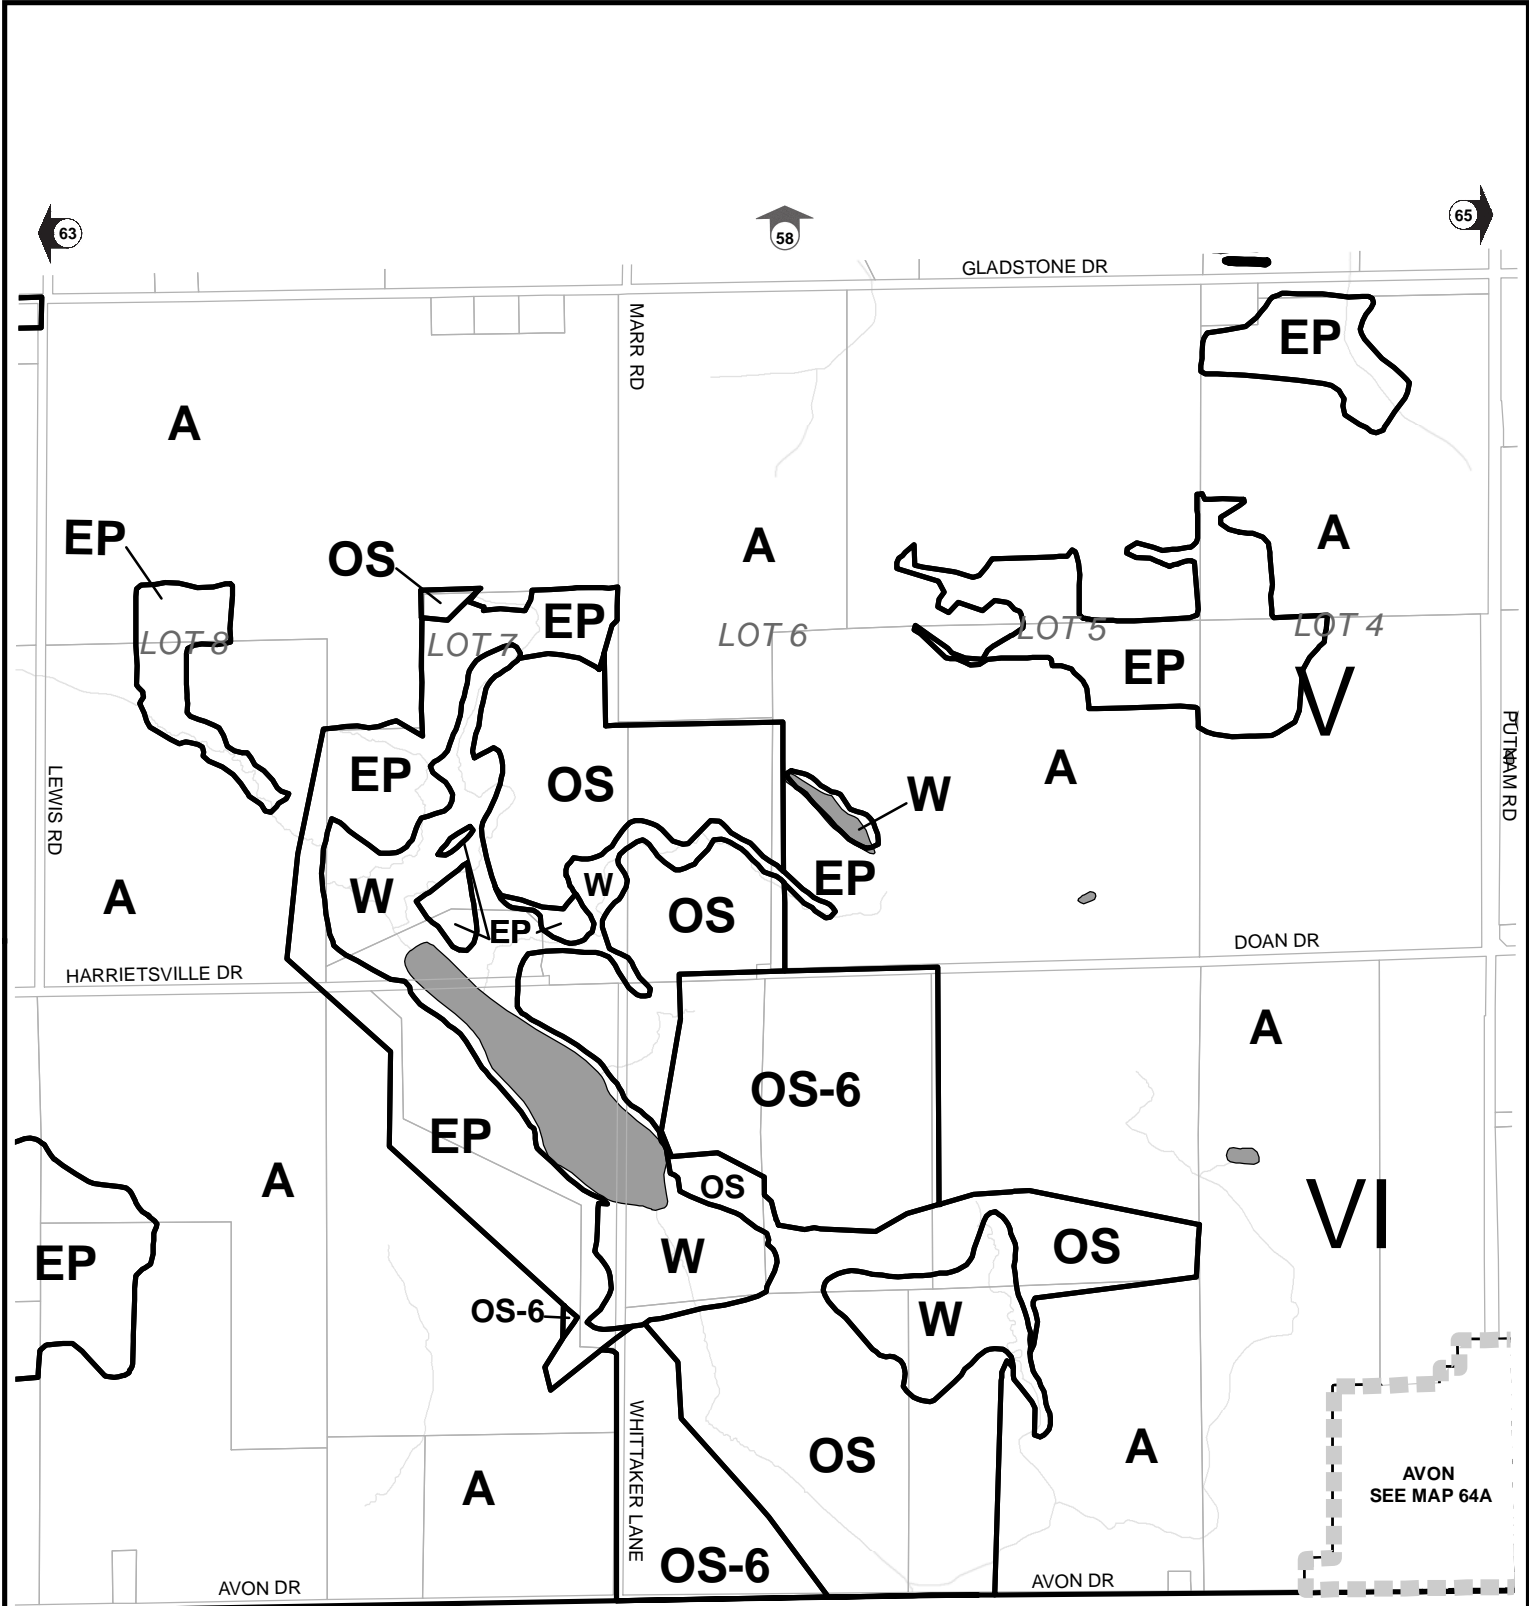 63
58
65
GLADSTONE DR
MARR RD
EP
A
EP
OS
A
A
EP
LOT 8
LOT 7
LOT 6
LOT 5
LOT 4
EP
V
EP
OS
W
A
PUTNAM RD
LEWIS RD
W
A
W
EP
OS
EP
DOAN DR
HARRIETSVILLE DR
A
OS-6
EP
A
OS
VI
EP
W
OS
OS-6
W
WHITTAKER LANE
OS
A
A
AVON
SEE MAP 64A
OS-6
AVON DR
AVON DR